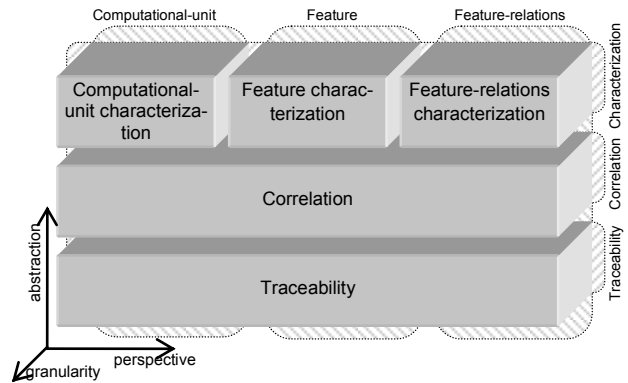 Computational-unit
Feature
Feature-relations
Computational-
unit characteriza-
tion
Feature charac-
terization
Feature-relations
characterization
Characterization
Correlation
Correlation
Traceability
Traceability
abstraction
perspective
granularity